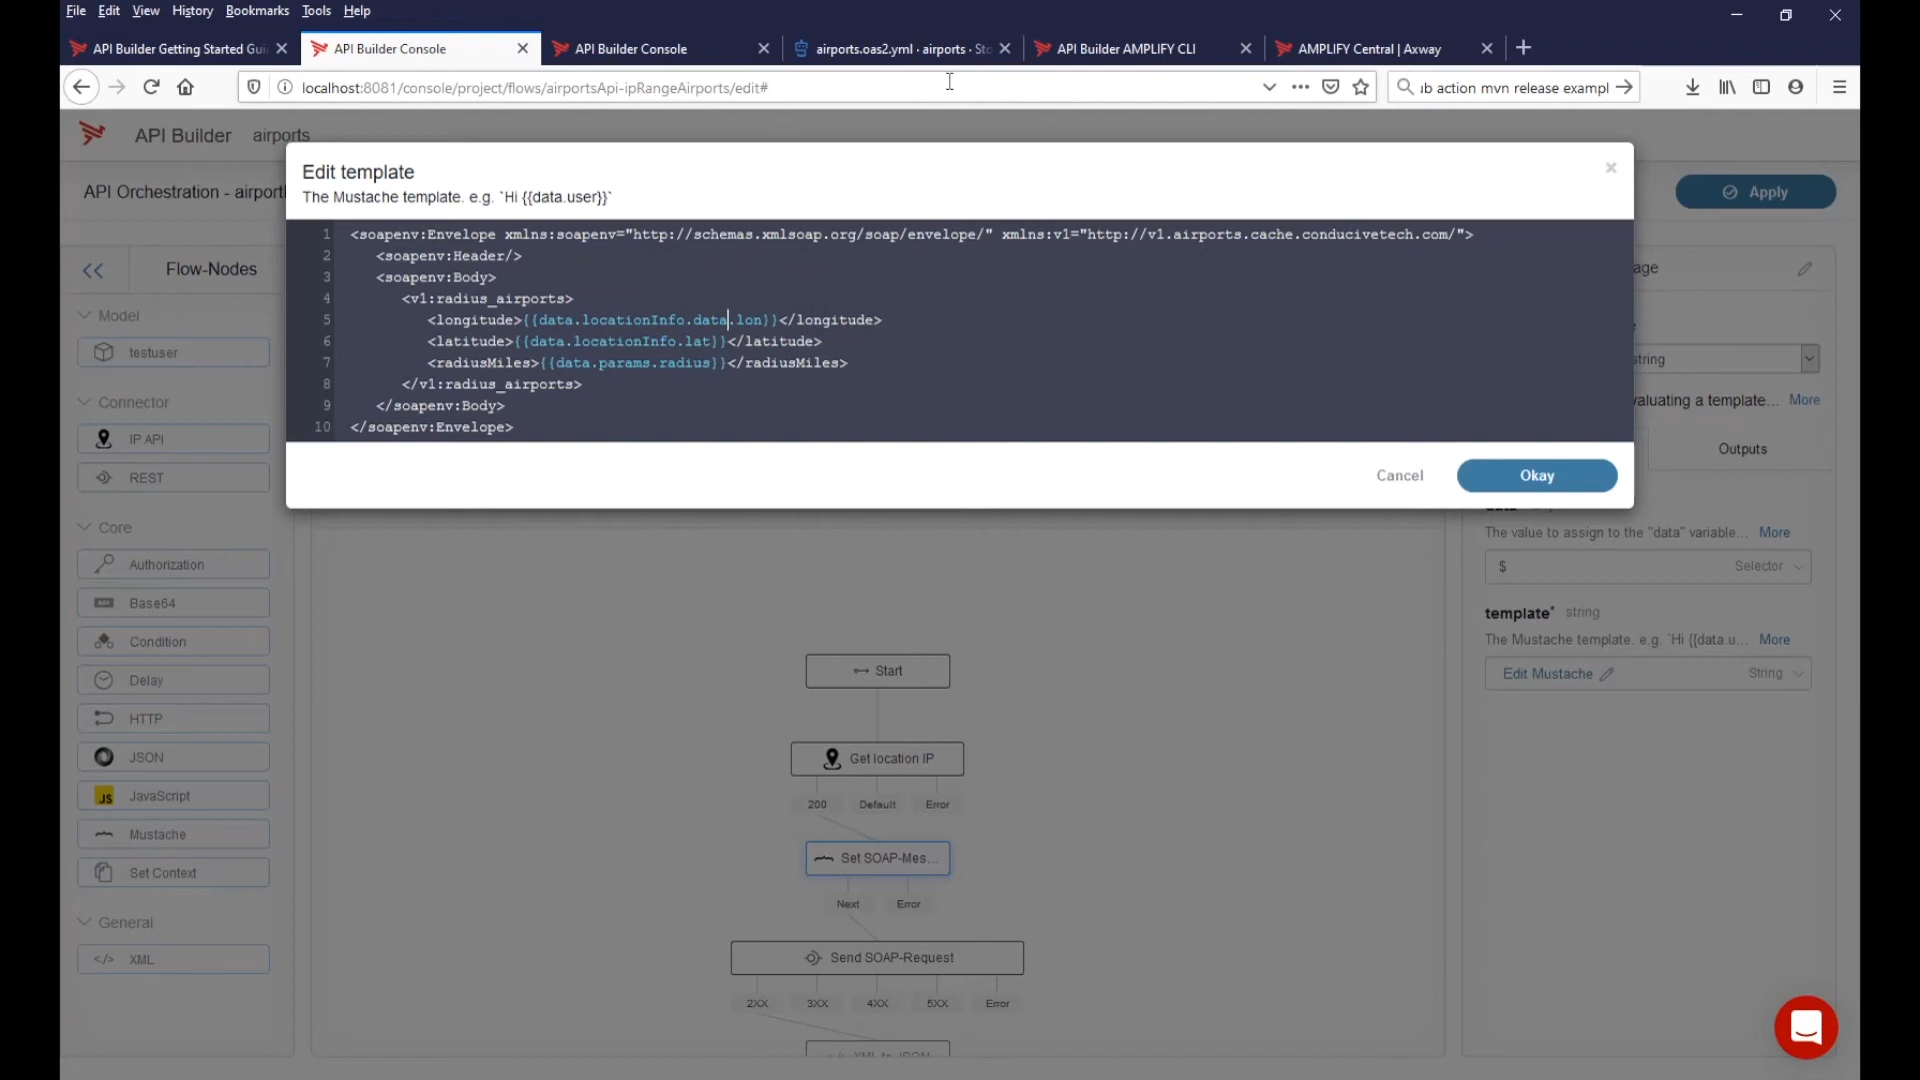 File Edit View History Bookmarks Tools Help
API Builder Getting Started Gui
API Builder Console
API Builder Console
airports.oas2.yml · airports · Sto
API Builder AMPLIFY CLI
AMPLIFY Central | Axway
localhost:8081/console/project/flows/airportsApi-ipRangeAirports/edit#
ub action mvn release exampl
API Builder airports
API Orchestration - airport
Apply
Edit template
The Mustache template. e.g. `Hi {{data.user}}`
1 <soapenv:Envelope xmlns:soapenv="http://schemas.xmlsoap.org/soap/envelope/" xmlns:v1="http://v1.airports.cache.conducivetech.com/">
2 <soapenv:Header/>
3 <soapenv:Body>
4 <v1:radius_airports>
5 <longitude>{{data.locationInfo.data.lon}}</longitude>
6 <latitude>{{data.locationInfo.lat}}</latitude>
7 <radiusMiles>{{data.params.radius}}</radiusMiles>
8 </v1:radius_airports>
9 </soapenv:Body>
10 </soapenv:Envelope>
Cancel
Okay
Flow-Nodes
Model
testuser
Connector
IP API
REST
Core
Authorization
Base64
Condition
Delay
HTTP
JSON
JS JavaScript
Mustache
Set Context
General
</> XML
Start
Get location IP
200 Default Error
Set SOAP-Mes...
Next Error
Send SOAP-Request
2XX 3XX 4XX 5XX Error
XML to JSON
age
string
valuating a template... More
Outputs
The value to assign to the "data" variable... More
$ Selector
template* string
The Mustache template. e.g. `Hi {{data.u... More
Edit Mustache String